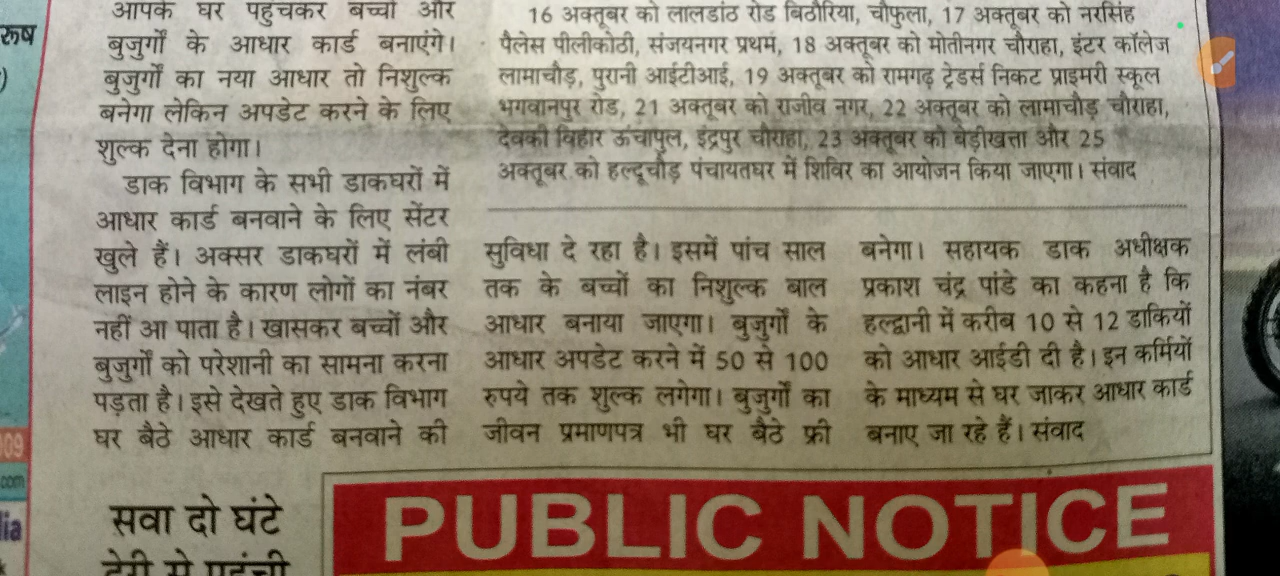 आपके घर पहुंचकर बच्चों और
बुजुर्गों के आधार कार्ड बनाएंगे।
बुजुर्गों का नया आधार तो निशुल्क
बनेगा लेकिन अपडेट करने के लिए
शुल्क देना होगा।
डाक विभाग के सभी डाकघरों में
आधार कार्ड बनवाने के लिए सेंटर
खुले हैं। अक्सर डाकघरों में लंबी
लाइन होने के कारण लोगों का नंबर
नहीं आ पाता है। खासकर बच्चों और
बुजुर्गों को परेशानी का सामना करना
पड़ता है। इसे देखते हुए डाक विभाग
घर बैठे आधार कार्ड बनवाने की
16 अक्तूबर को लालडांठ रोड बिठौरिया, चौफुला, 17 अक्तूबर को नरसिंह
पैलेस पीलीकोठी, संजयनगर प्रथम, 18 अक्तूबर को मोतीनगर चौराहा, इंटर कॉलेज
लामाचौड़, पुरानी आईटीआई, 19 अक्तूबर को रामगढ़ ट्रेडर्स निकट प्राइमरी स्कूल
भगवानपुर रोड, 21 अक्तूबर को राजीव नगर, 22 अक्तूबर को लामाचौड़ चौराहा,
देवकी विहार ऊंचापुल, इंद्रपुर चौराहा, 23 अक्तूबर को बेड़ीखत्ता और 25
अक्तूबर को हल्दूचौड़ पंचायतघर में शिविर का आयोजन किया जाएगा। संवाद
सुविधा दे रहा है। इसमें पांच साल
तक के बच्चों का निशुल्क बाल
आधार बनाया जाएगा। बुजुर्गों के
आधार अपडेट करने में 50 से 100
रुपये तक शुल्क लगेगा। बुजुर्गों का
जीवन प्रमाणपत्र भी घर बैठे फ्री
बनेगा। सहायक डाक अधीक्षक
प्रकाश चंद्र पांडे का कहना है कि
हल्द्वानी में करीब 10 से 12 डाकियों
को आधार आईडी दी है। इन कर्मियों
के माध्यम से घर जाकर आधार कार्ड
बनाए जा रहे हैं। संवाद
सवा दो घंटे
देरी से पहुंची
PUBLIC NOTICE